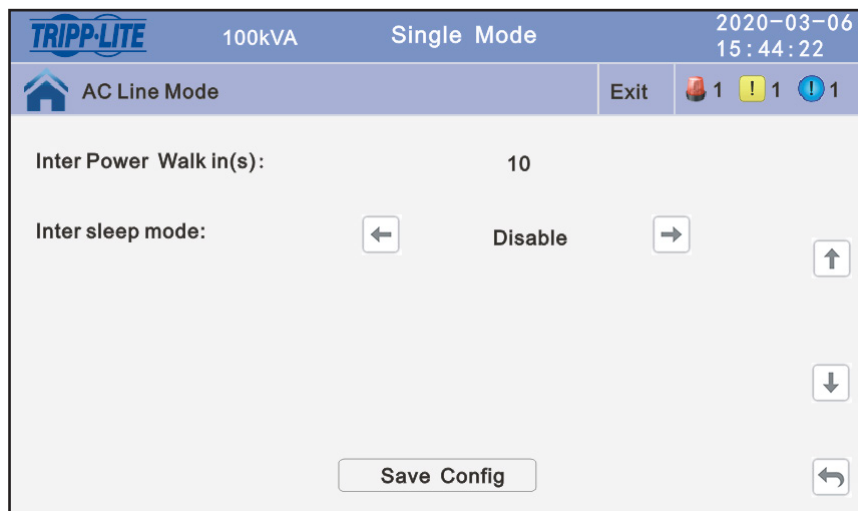 TRIPP·LITE 100kVA Single Mode 2020-03-06
15:44:22
AC Line Mode Exit 1 ! 1 ! 1
Inter Power Walk in(s): 10
Inter sleep mode: Disable
Save Config